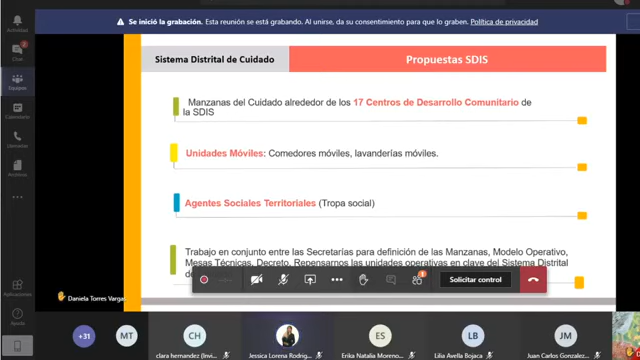 Se inició la grabación. Esta reunión se está grabando. Al unirse, da su consentimiento para que lo graben. Política de privacidad
Actividad
2
Chat
Equipos
Calendario
Llamadas
Archivos
Aplicaciones
Ayuda
Sistema Distrital de Cuidado
Propuestas SDIS
Manzanas del Cuidado alrededor de los 17 Centros de Desarrollo Comunitario de
la SDIS
Unidades Móviles: Comedores móviles, lavanderías móviles.
Agentes Sociales Territoriales (Tropa social)
Trabajo en conjunto entre las Secretarías para definición de las Manzanas, Modelo Operativo,
Mesas Técnicas, Decreto. Repensarnos las unidades operativas en clave del Sistema Distrital
1
Solicitar control
Daniela Torres Vargas
+31
MT
CH
ES
LB
JM
clara hernandez (Invi...
Jessica Lorena Rodrig...
Erika Natalia Moreno...
Lilia Avella Bojaca
Juan Carlos Gonzalez...